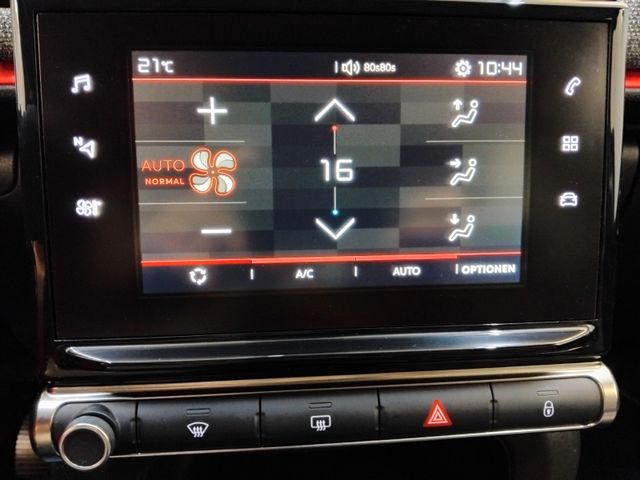 21°C
80s80s
10:44
N
AUTO
NORMAL
16
A/C
AUTO
OPTIONEN